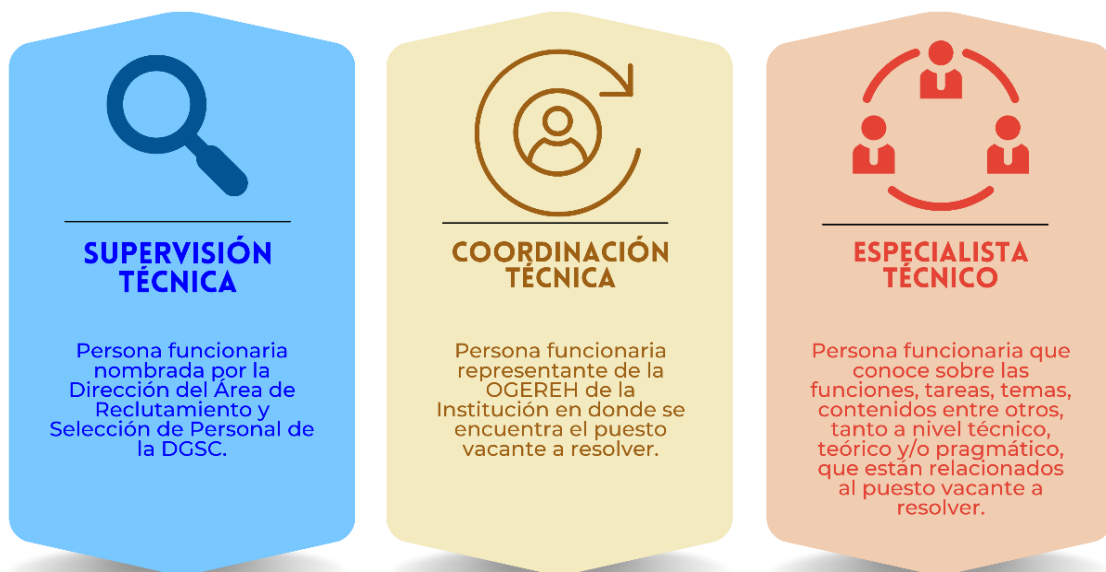 SUPERVISIÓN
TÉCNICA
Persona funcionaria
nombrada por la
Dirección del Área de
Reclutamiento y
Selección de Personal de
la DGSC.
COORDINACIÓN
TÉCNICA
Persona funcionaria
representante de la
OGEREH de la
Institución en donde se
encuentra el puesto
vacante a resolver.
ESPECIALISTA
TÉCNICO
Persona funcionaria que
conoce sobre las
funciones, tareas, temas,
contenidos entre otros,
tanto a nivel técnico,
teórico y/o pragmático,
que están relacionados
al puesto vacante a
resolver.